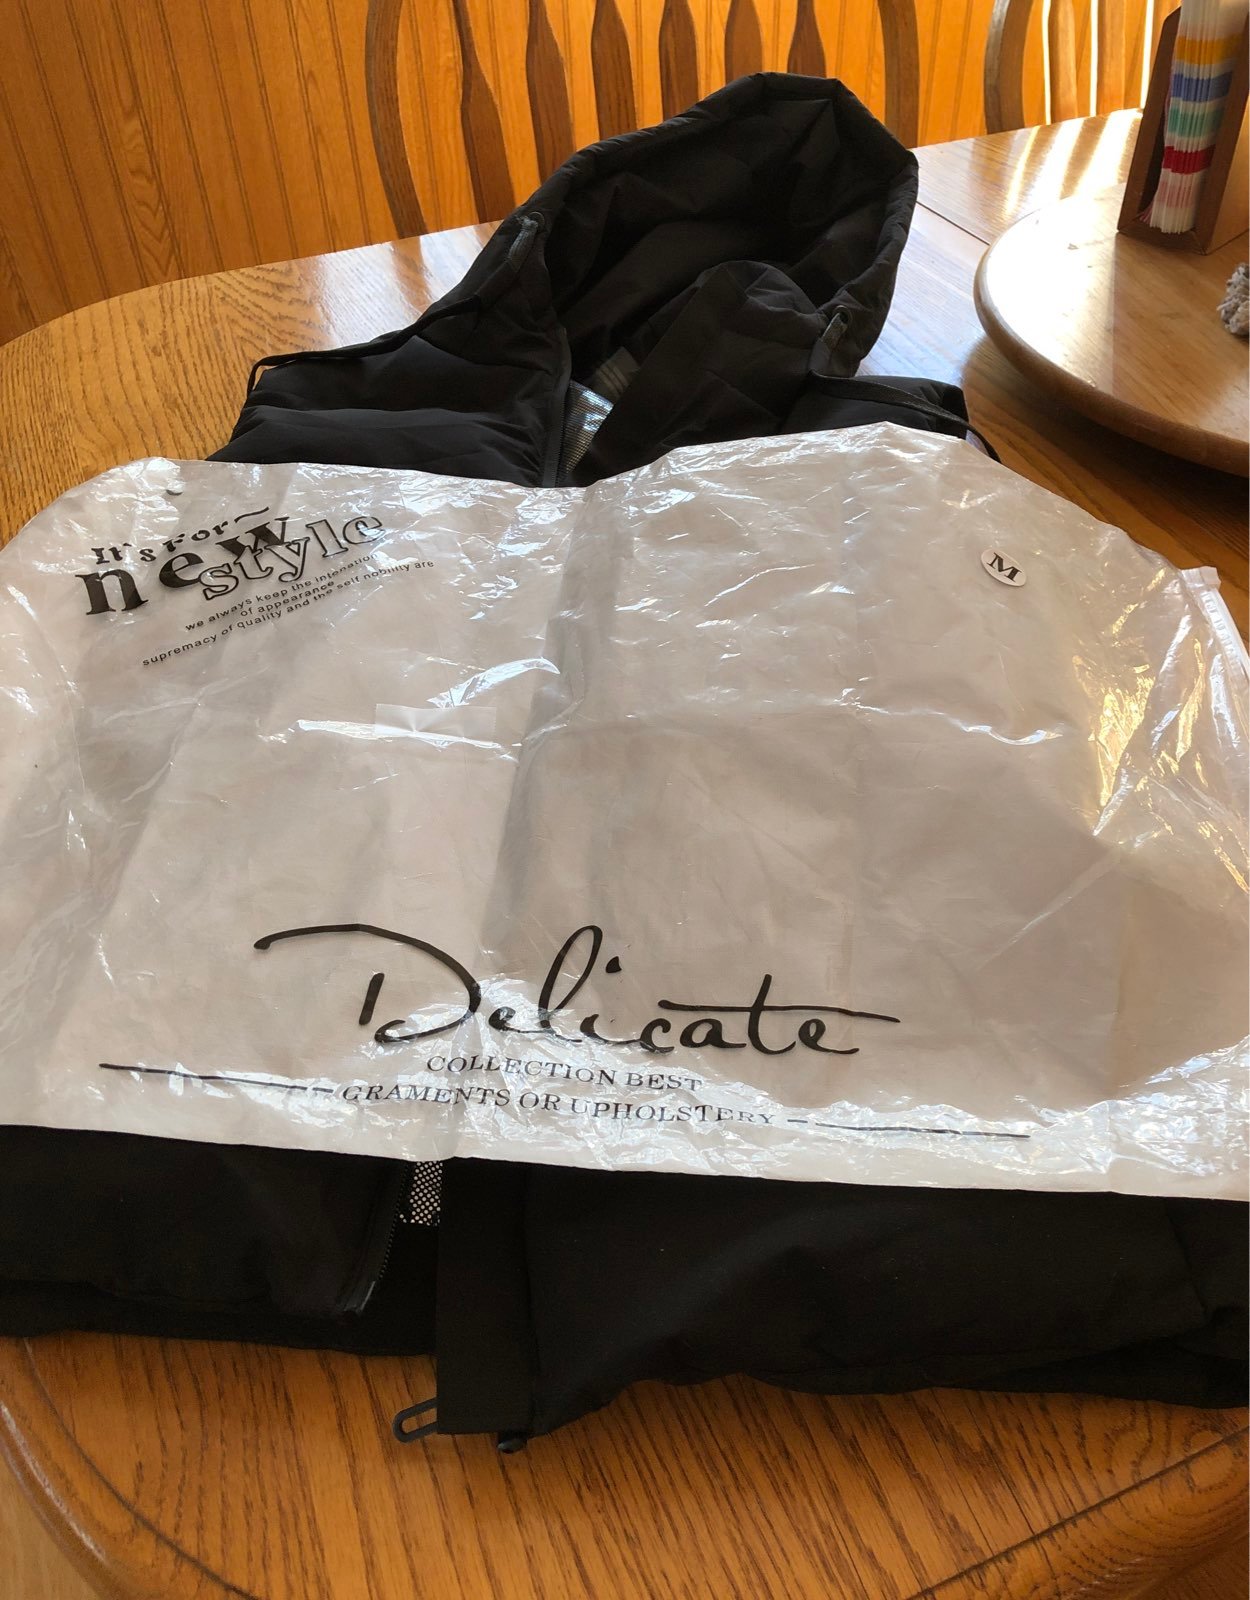 It's For~
new
style
we always keep the intenation
of appearance
supremacy of quality and the self nobility are
M
Delicate
COLLECTION BEST
GRAMENTS OR UPHOLSTERY